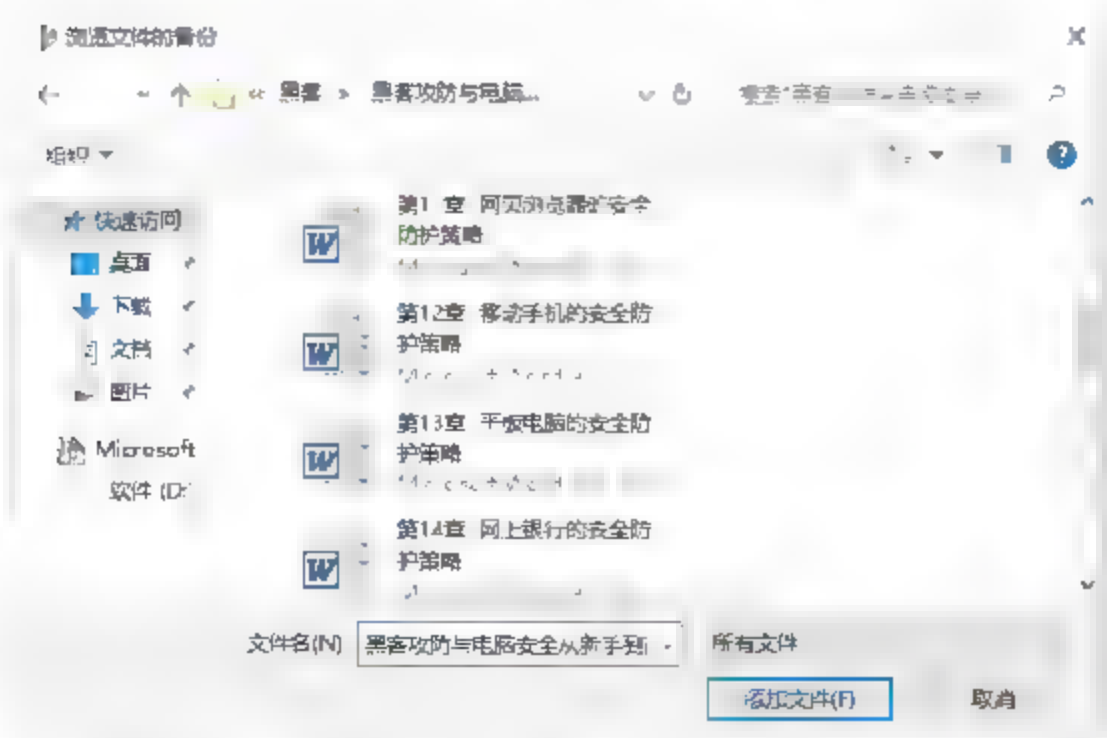 浏览文件的备份
« 黑客 › 黑客攻防与电脑...
组织
快速访问
桌面
下载
文档
图片
Microsoft
软件 (D:
第1 章 网页浏览器的安全
防护策略
第12章 移动手机的安全防
护策略
第13章 平板电脑的安全防
护策略
第14章 网上银行的安全防
护策略
文件名(N) 黑客攻防与电脑安全从新手到
所有文件
添加文件(F) 取消